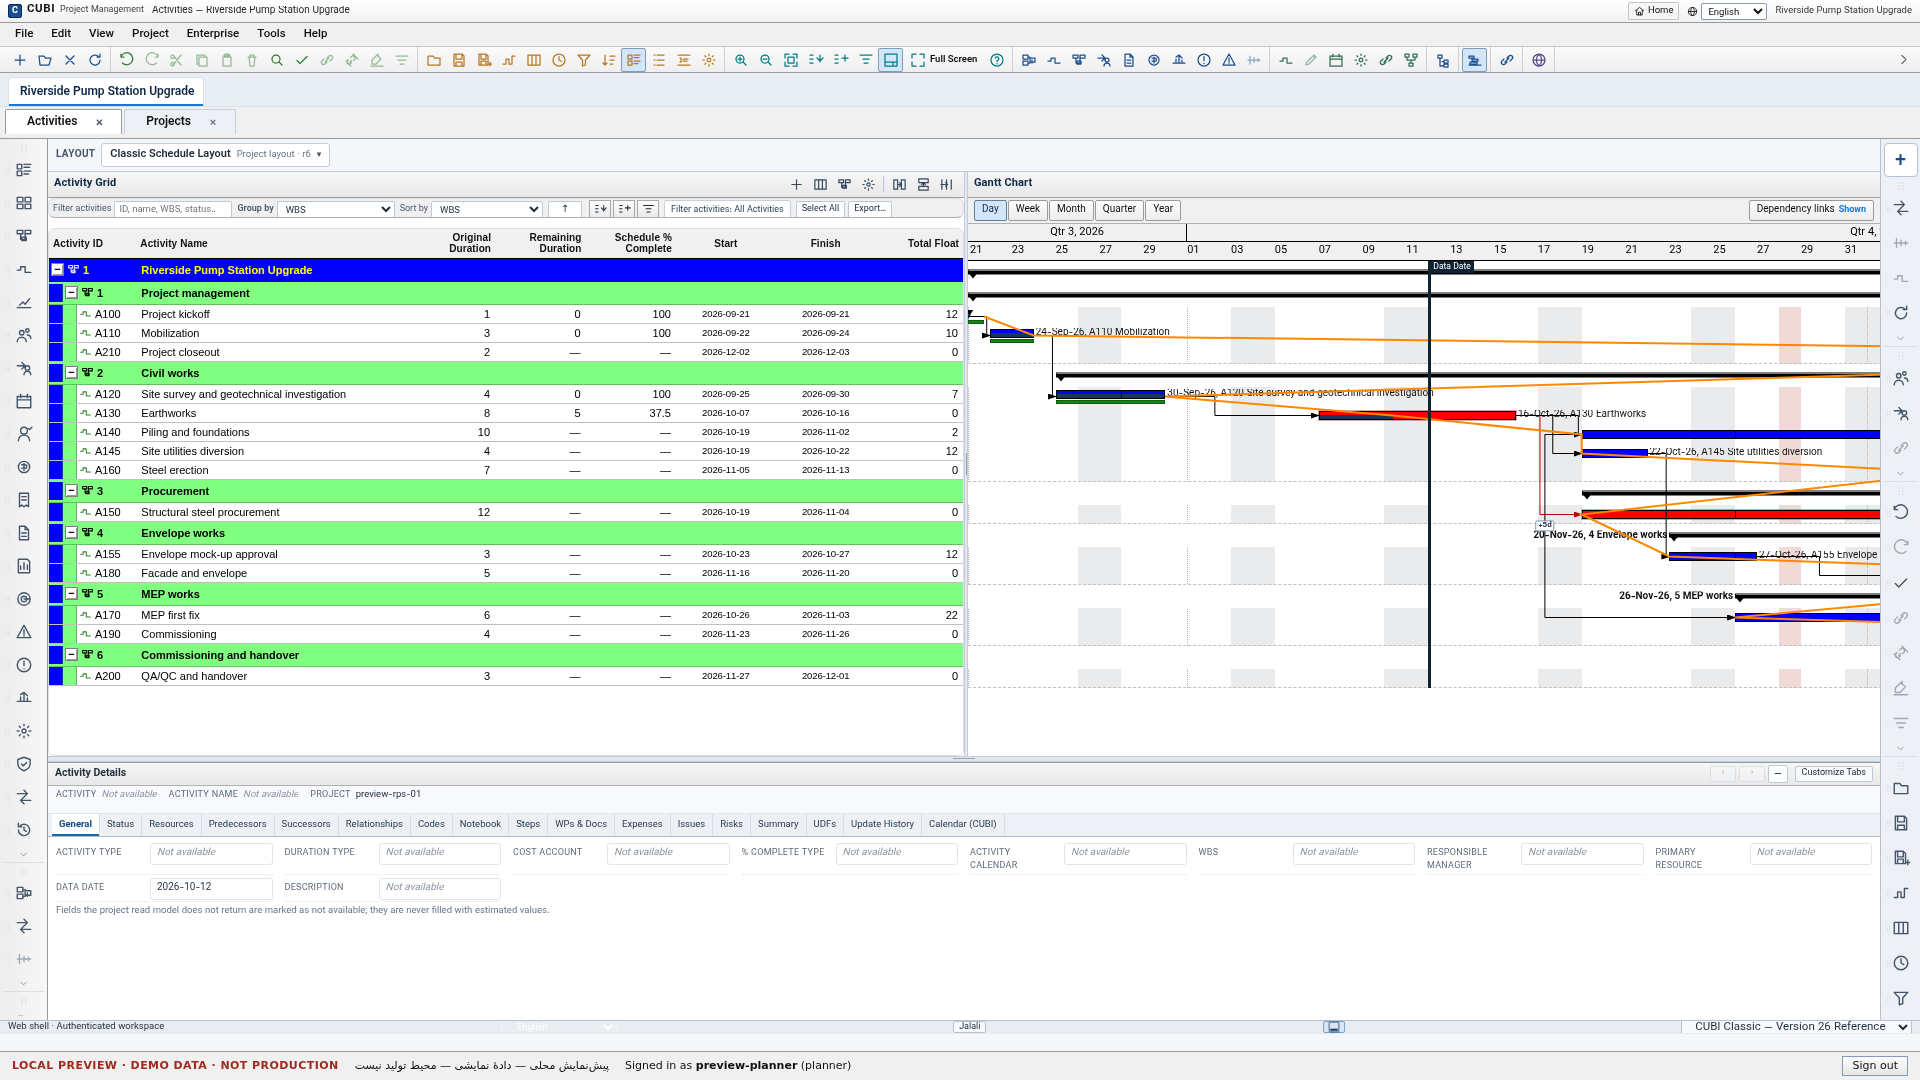 CUBI Project Management Activities — Riverside Pump Station Upgrade
Home English Riverside Pump Station Upgrade
File Edit View Project Enterprise Tools Help
Full Screen
Riverside Pump Station Upgrade
Activities × Projects ×
LAYOUT Classic Schedule Layout Project layout · r6
Activity Grid
Filter activities ID, name, WBS, status.. Group by WBS Sort by WBS ↑ Filter activities: All Activities Select All Export...
Activity ID Activity Name Original Duration Remaining Duration Schedule % Complete Start Finish Total Float
1 Riverside Pump Station Upgrade
1 Project management
A100 Project kickoff 1 0 100 2026-09-21 2026-09-21 12
A110 Mobilization 3 0 100 2026-09-22 2026-09-24 10
A210 Project closeout 2 — — 2026-12-02 2026-12-03 0
2 Civil works
A120 Site survey and geotechnical investigation 4 0 100 2026-09-25 2026-09-30 7
A130 Earthworks 8 5 37.5 2026-10-07 2026-10-16 0
A140 Piling and foundations 10 — — 2026-10-19 2026-11-02 2
A145 Site utilities diversion 4 — — 2026-10-19 2026-10-22 12
A160 Steel erection 7 — — 2026-11-05 2026-11-13 0
3 Procurement
A150 Structural steel procurement 12 — — 2026-10-19 2026-11-04 0
4 Envelope works
A155 Envelope mock-up approval 3 — — 2026-10-23 2026-10-27 12
A180 Facade and envelope 5 — — 2026-11-16 2026-11-20 0
5 MEP works
A170 MEP first fix 6 — — 2026-10-26 2026-11-03 22
A190 Commissioning 4 — — 2026-11-23 2026-11-26 0
6 Commissioning and handover
A200 QA/QC and handover 3 — — 2026-11-27 2026-12-01 0
Gantt Chart
Day Week Month Quarter Year Dependency links Shown
Qtr 3, 2026 Qtr 4,
21 23 25 27 29 01 03 05 07 09 11 13 15 17 19 21 23 25 27 29 31
Data Date
24-Sep-26, A110 Mobilization
30-Sep-26, A120 Site survey and geotechnical investigation
16-Oct-26, A130 Earthworks
22-Oct-26, A145 Site utilities diversion
+5d
20-Nov-26, 4 Envelope works
27-Oct-26, A155 Envelope
26-Nov-26, 5 MEP works
Activity Details
Customize Tabs
ACTIVITY Not available ACTIVITY NAME Not available PROJECT preview-rps-01
General Status Resources Predecessors Successors Relationships Codes Notebook Steps WPs & Docs Expenses Issues Risks Summary UDFs Update History Calendar (CUBI)
ACTIVITY TYPE Not available DURATION TYPE Not available COST ACCOUNT Not available % COMPLETE TYPE Not available ACTIVITY CALENDAR Not available WBS Not available RESPONSIBLE MANAGER Not available PRIMARY RESOURCE Not available
DATA DATE 2026-10-12 DESCRIPTION Not available
Fields the project read model does not return are marked as not available; they are never filled with estimated values.
Web shell · Authenticated workspace English Jalali CUBI Classic — Version 26 Reference
LOCAL PREVIEW · DEMO DATA · NOT PRODUCTION پیش‌نمایش محلی — دادهٔ نمایشی — محیط تولید نیست Signed in as preview-planner (planner) Sign out